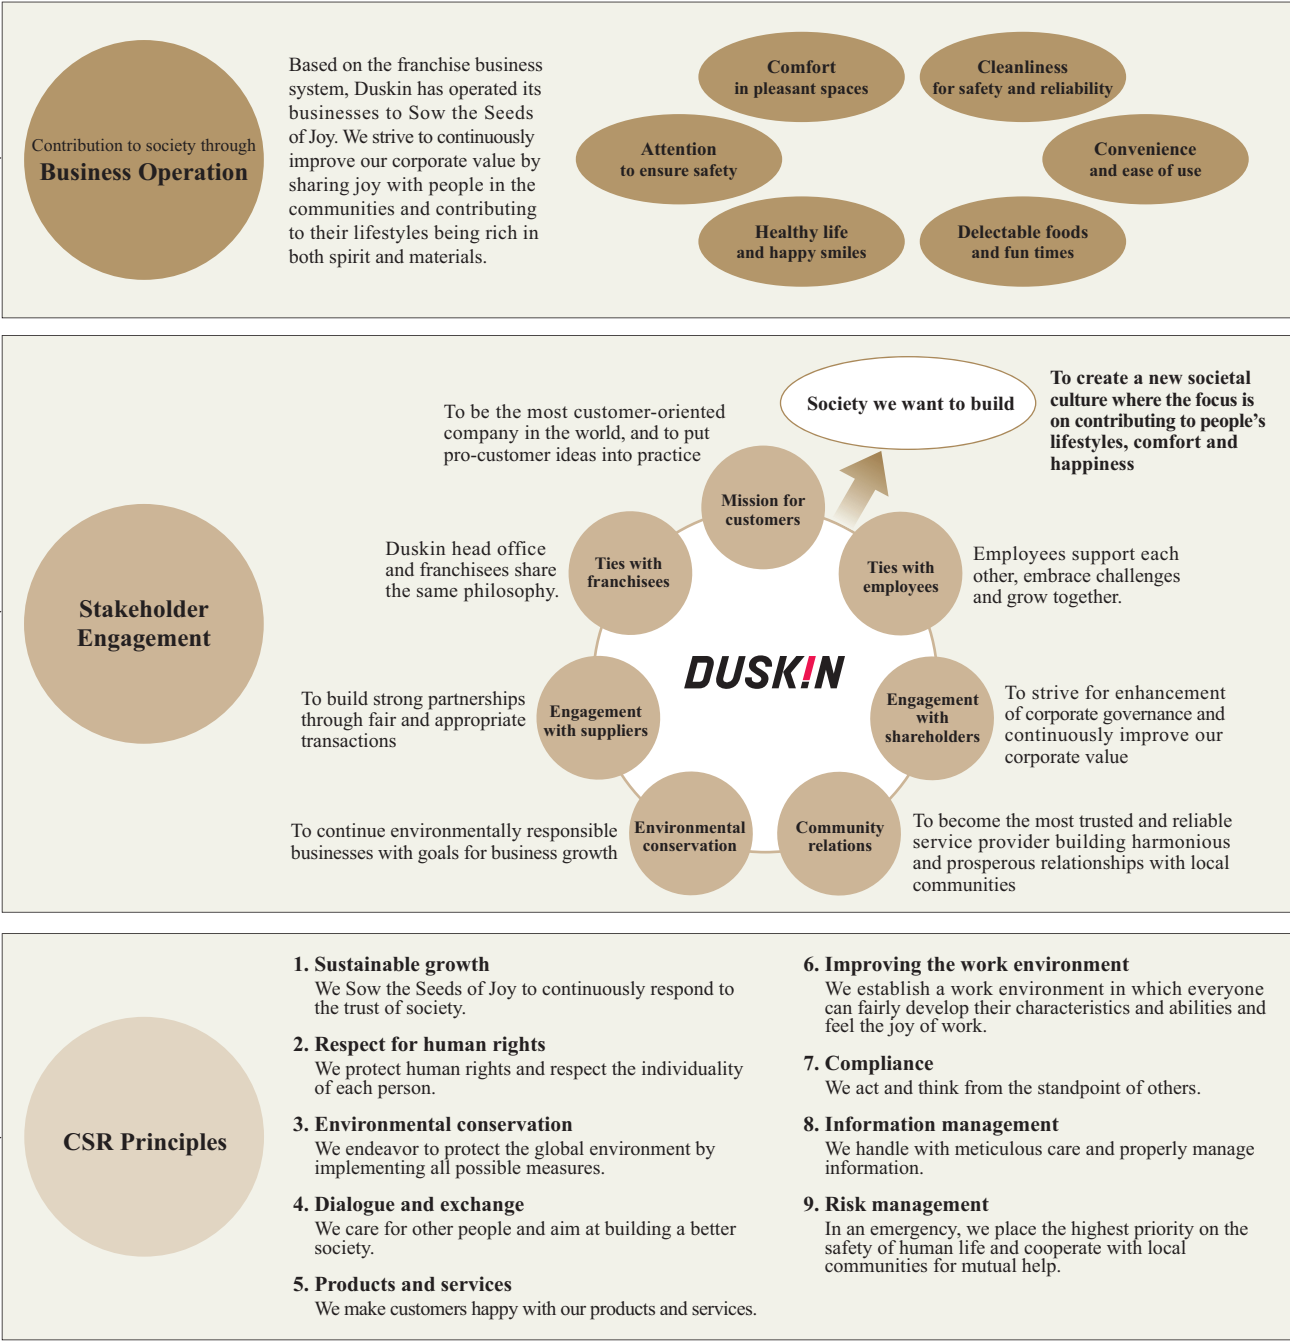 Contribution to society through
Business Operation
Based on the franchise business
system, Duskin has operated its
businesses to Sow the Seeds
of Joy. We strive to continuously
improve our corporate value by
sharing joy with people in the
communities and contributing
to their lifestyles being rich in
both spirit and materials.
Comfort
in pleasant spaces
Cleanliness
for safety and reliability
Attention
to ensure safety
Convenience
and ease of use
Healthy life
and happy smiles
Delectable foods
and fun times
Stakeholder
Engagement
Society we want to build
To create a new societal
culture where the focus is
on contributing to people’s
lifestyles, comfort and
happiness
To be the most customer-oriented
company in the world, and to put
pro-customer ideas into practice
Mission for
customers
Duskin head office
and franchisees share
the same philosophy.
Ties with
franchisees
Ties with
employees
Employees support each
other, embrace challenges
and grow together.
DUSK!N
To build strong partnerships
through fair and appropriate
transactions
Engagement
with suppliers
Engagement
with
shareholders
To strive for enhancement
of corporate governance and
continuously improve our
corporate value
To continue environmentally responsible
businesses with goals for business growth
Environmental
conservation
Community
relations
To become the most trusted and reliable
service provider building harmonious
and prosperous relationships with local
communities
CSR Principles
1. Sustainable growth
We Sow the Seeds of Joy to continuously respond to
the trust of society.
2. Respect for human rights
We protect human rights and respect the individuality
of each person.
3. Environmental conservation
We endeavor to protect the global environment by
implementing all possible measures.
4. Dialogue and exchange
We care for other people and aim at building a better
society.
5. Products and services
We make customers happy with our products and services.
6. Improving the work environment
We establish a work environment in which everyone
can fairly develop their characteristics and abilities and
feel the joy of work.
7. Compliance
We act and think from the standpoint of others.
8. Information management
We handle with meticulous care and properly manage
information.
9. Risk management
In an emergency, we place the highest priority on the
safety of human life and cooperate with local
communities for mutual help.